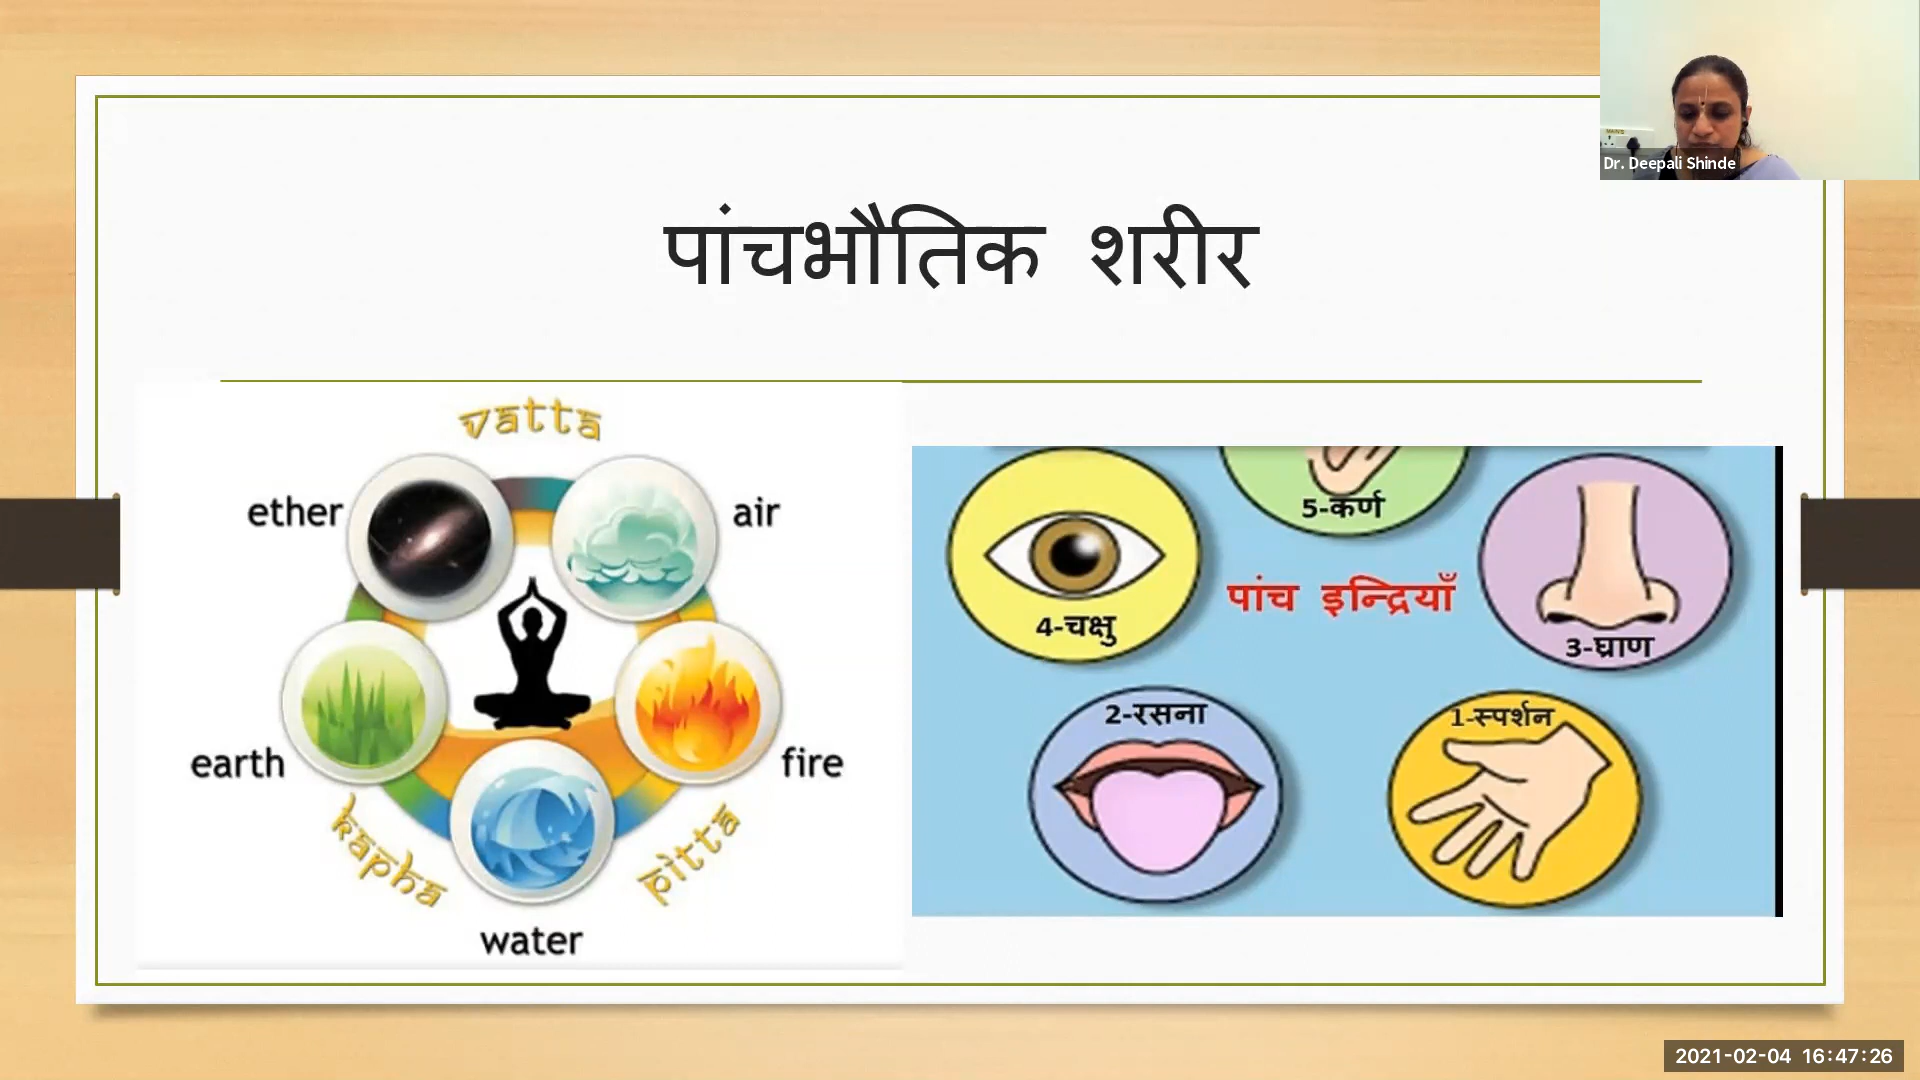 Dr. Deepali Shinde
पांचभौतिक शरीर
vatta
ether
air
earth
fire
kapha
pitta
water
5-कर्ण
पांच इन्द्रियाँ
4-चक्षु
3-घ्राण
2-रसना
1-स्पर्शन
2021-02-04 16:47:26